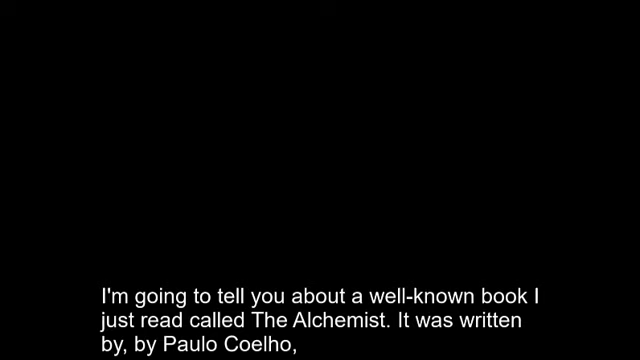 I'm going to tell you about a well-known book I
just read called The Alchemist. It was written
by, by Paulo Coelho,